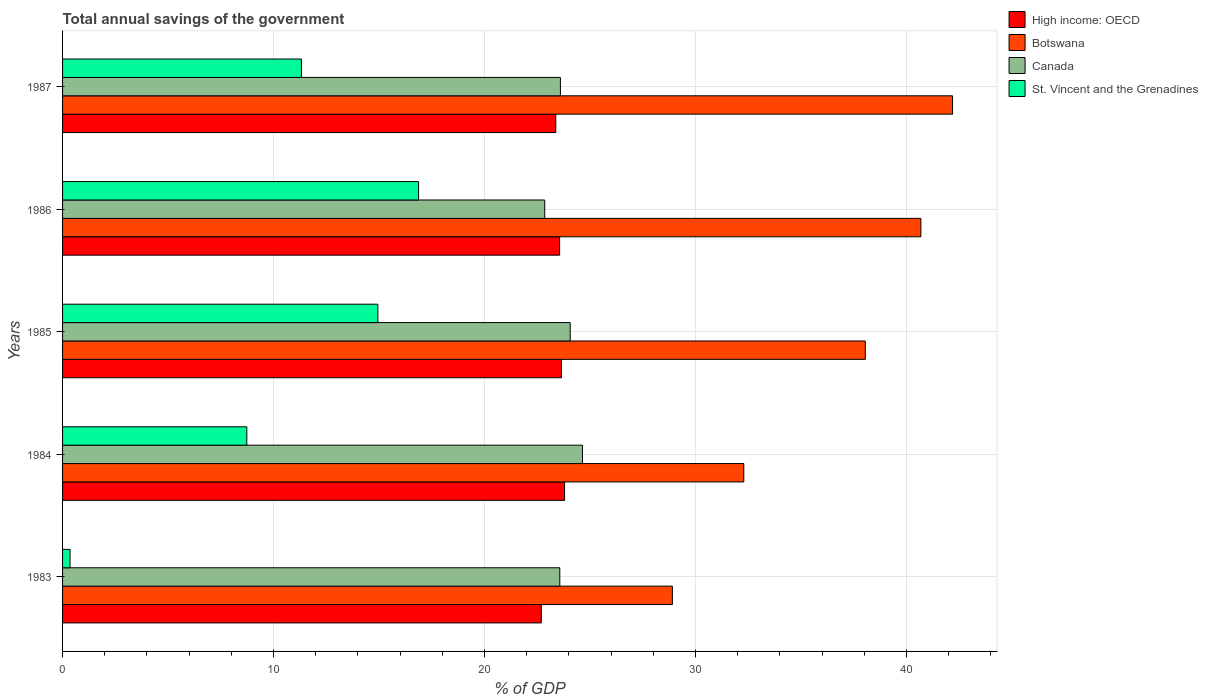 Total annual savings of the government
High income: OECD
Botswana
Canada
St. Vincent and the Grenadines
Years
1987
1986
1985
1984
1983
0
10
20
30
40
% of GDP